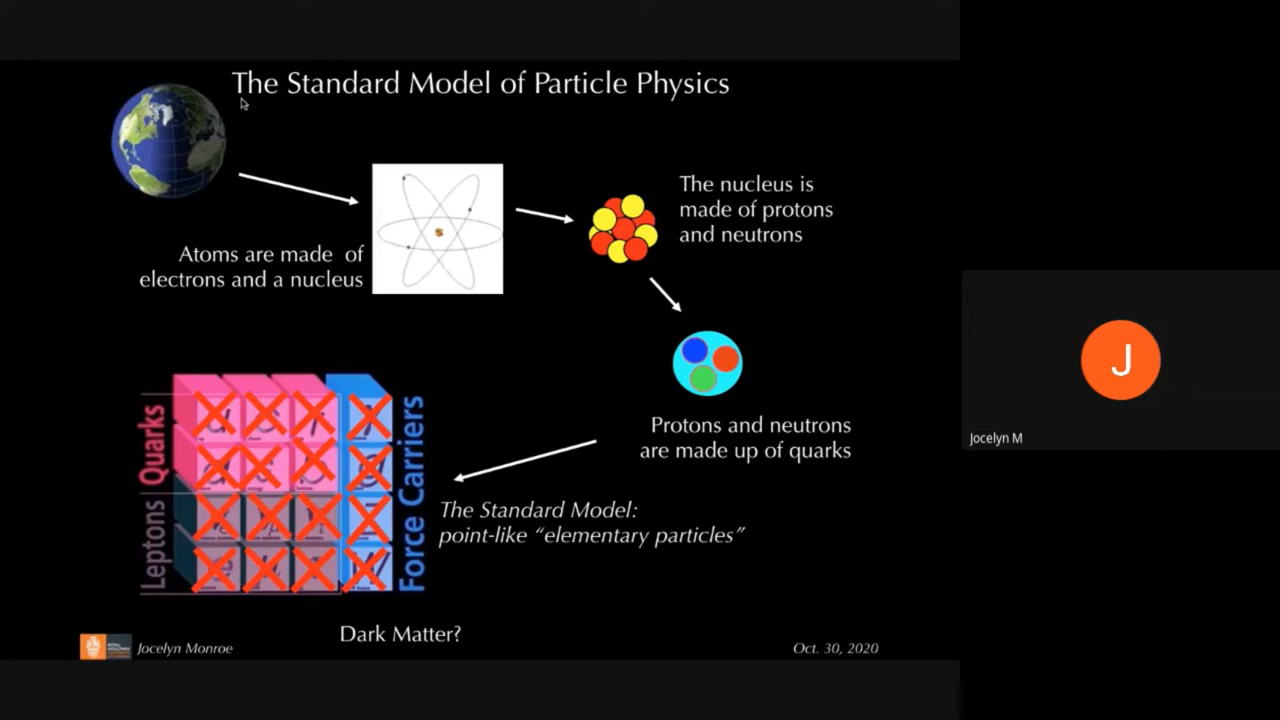 The Standard Model of Particle Physics
The nucleus is
made of protons
and neutrons
Atoms are made of
electrons and a nucleus
Protons and neutrons
are made up of quarks
Quarks
Leptons
Force Carriers
The Standard Model:
point-like “elementary particles”
Dark Matter?
Jocelyn Monroe
Oct. 30, 2020
J
Jocelyn M